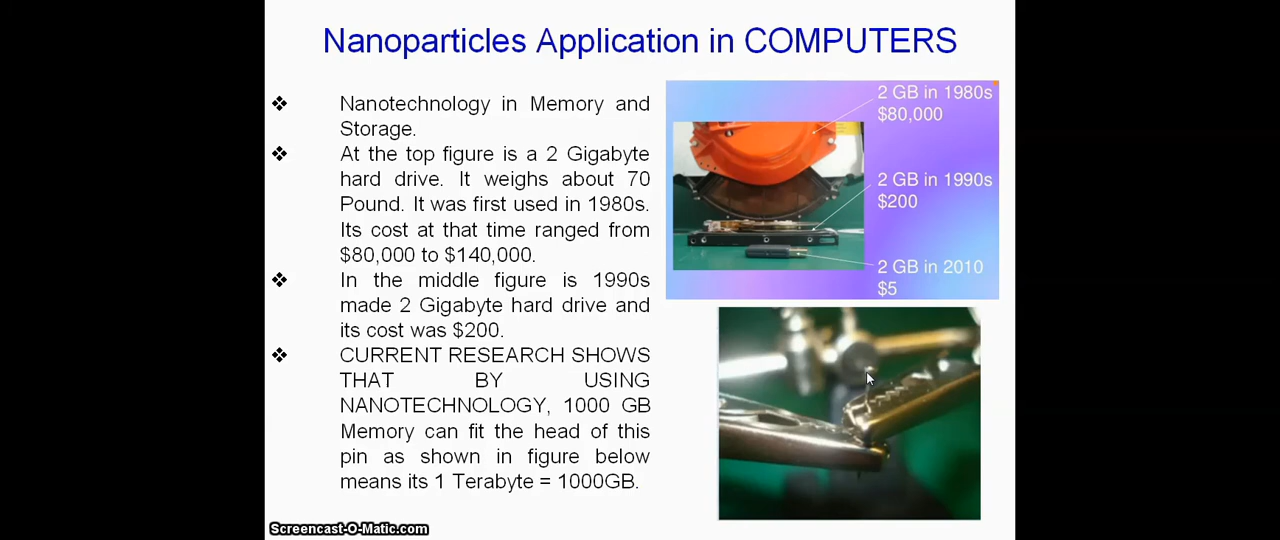 Nanoparticles Application in COMPUTERS
Nanotechnology in Memory and
Storage.
At the top figure is a 2 Gigabyte
hard drive. It weighs about 70
Pound. It was first used in 1980s.
Its cost at that time ranged from
$80,000 to $140,000.
In the middle figure is 1990s
made 2 Gigabyte hard drive and
its cost was $200.
CURRENT RESEARCH SHOWS
THAT BY USING
NANOTECHNOLOGY, 1000 GB
Memory can fit the head of this
pin as shown in figure below
means its 1 Terabyte = 1000GB.
2 GB in 1980s
$80,000
2 GB in 1990s
$200
2 GB in 2010
$5
Screencast-O-Matic.com